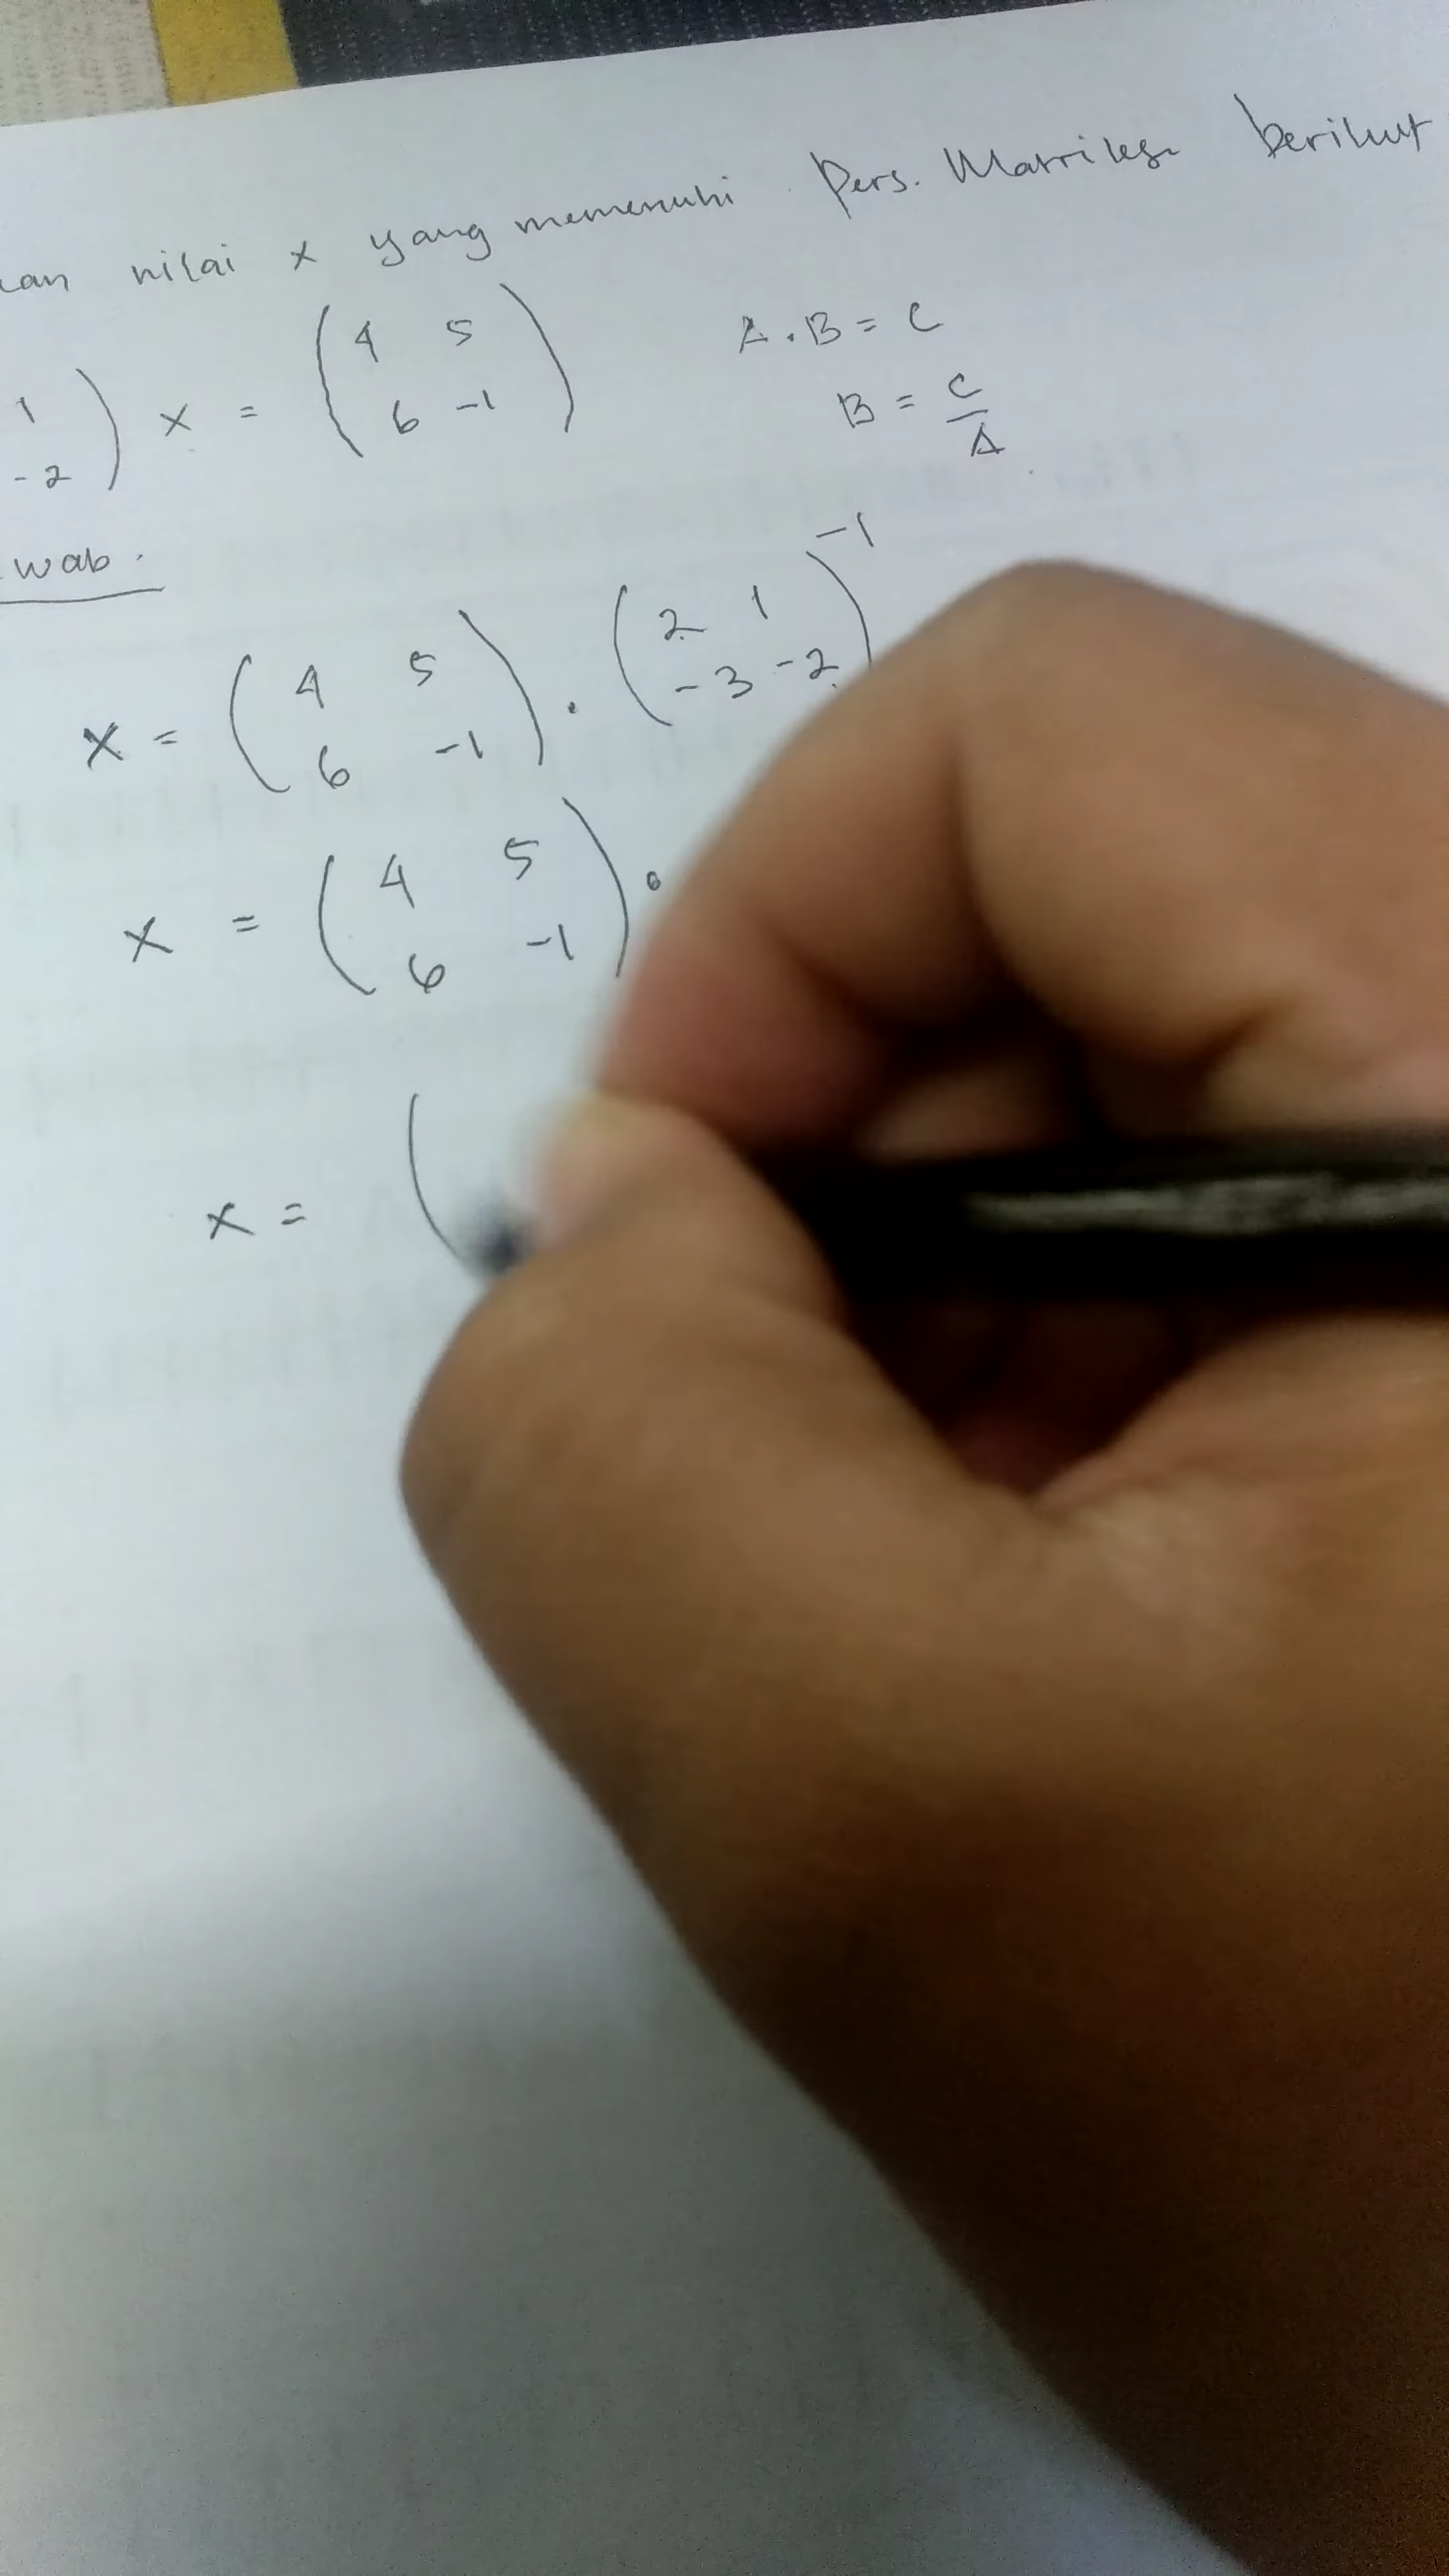 nilai x yang memenuhi Pers. Matriks berikut
1 ) x = ( 4 5 A . B = C
-2 6 -1 ) B = C / A
wab.
x = ( 4 5 ) . ( 2 1 ) -1
6 -1 -3 -2
x = ( 4 5 ) .
6 -1
x = (